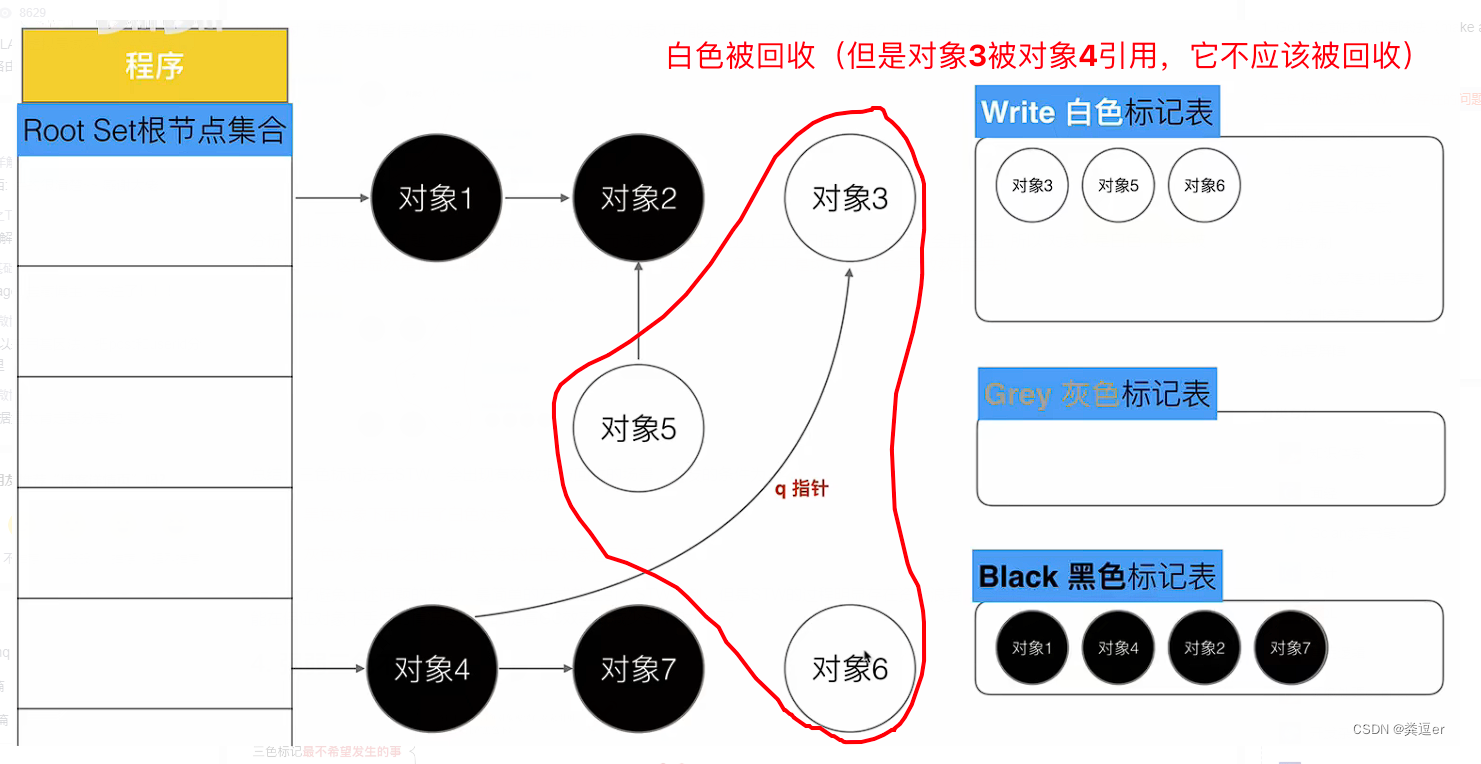 8629
程序
白色被回收（但是对象3被对象4引用，它不应该被回收）
Root Set根节点集合
Write 白色标记表
对象1
对象2
对象3
对象3
对象5
对象6
Grey 灰色标记表
对象5
q 指针
Black 黑色标记表
对象1
对象4
对象2
对象7
对象4
对象7
对象6
CSDN @粪逗er
三色标记最不希望发生的事